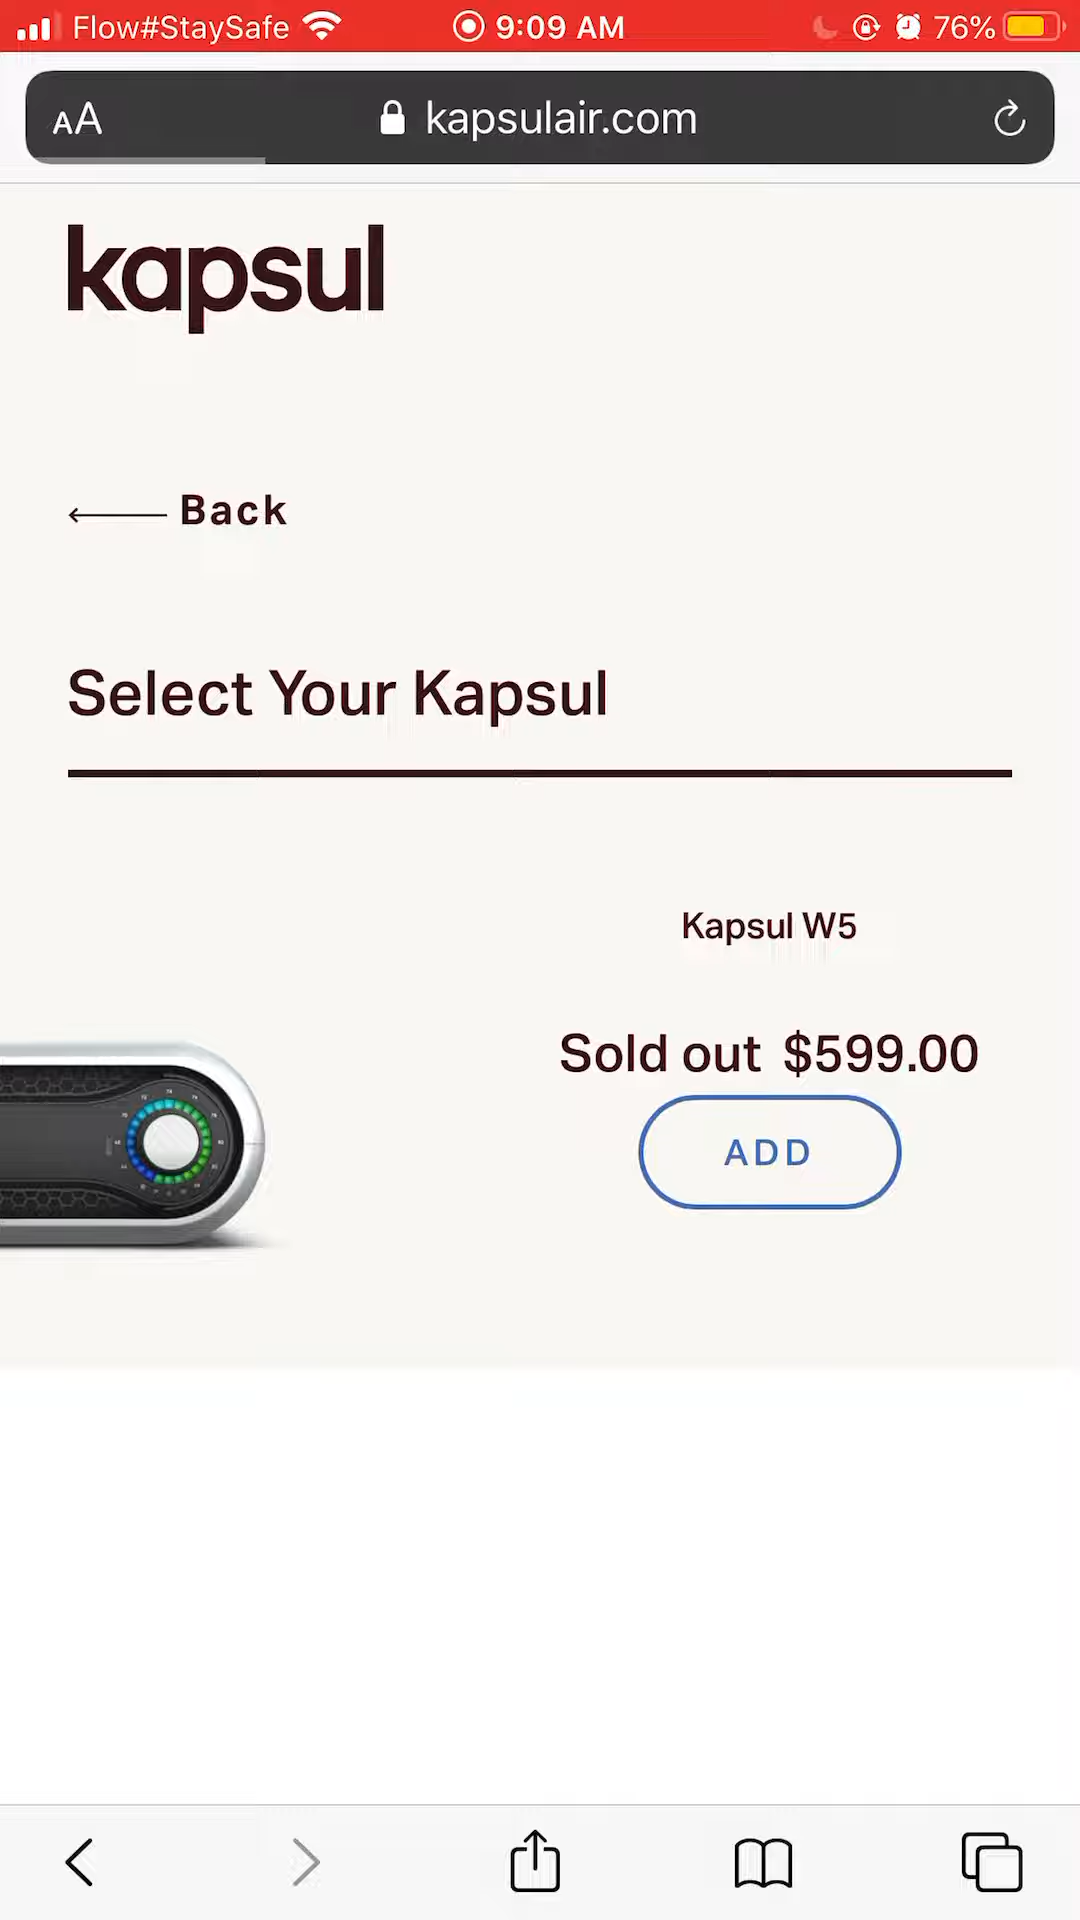 Flow#StaySafe 9:09 AM 76%
AA kapsulair.com
kapsul
Back
Select Your Kapsul
Kapsul W5
Sold out $599.00
ADD